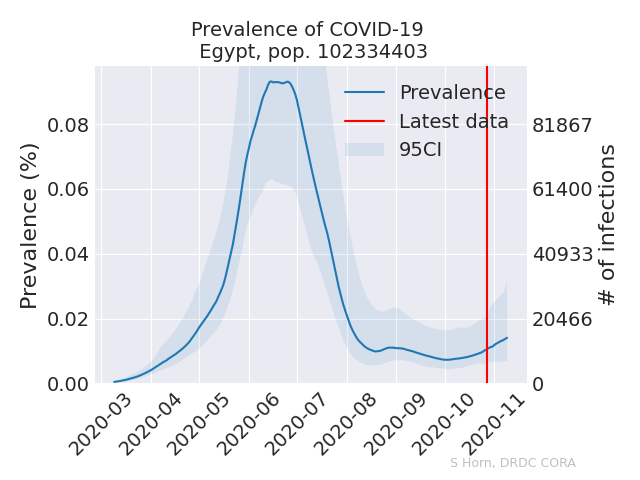 Prevalence of COVID-19
Egypt, pop. 102334403
Prevalence
Latest data
95CI
Prevalence (%)
0.08
0.06
0.04
0.02
0.00
81867
61400
40933
20466
0
# of infections
2020-03
2020-04
2020-05
2020-06
2020-07
2020-08
2020-09
2020-10
2020-11
S Horn, DRDC CORA